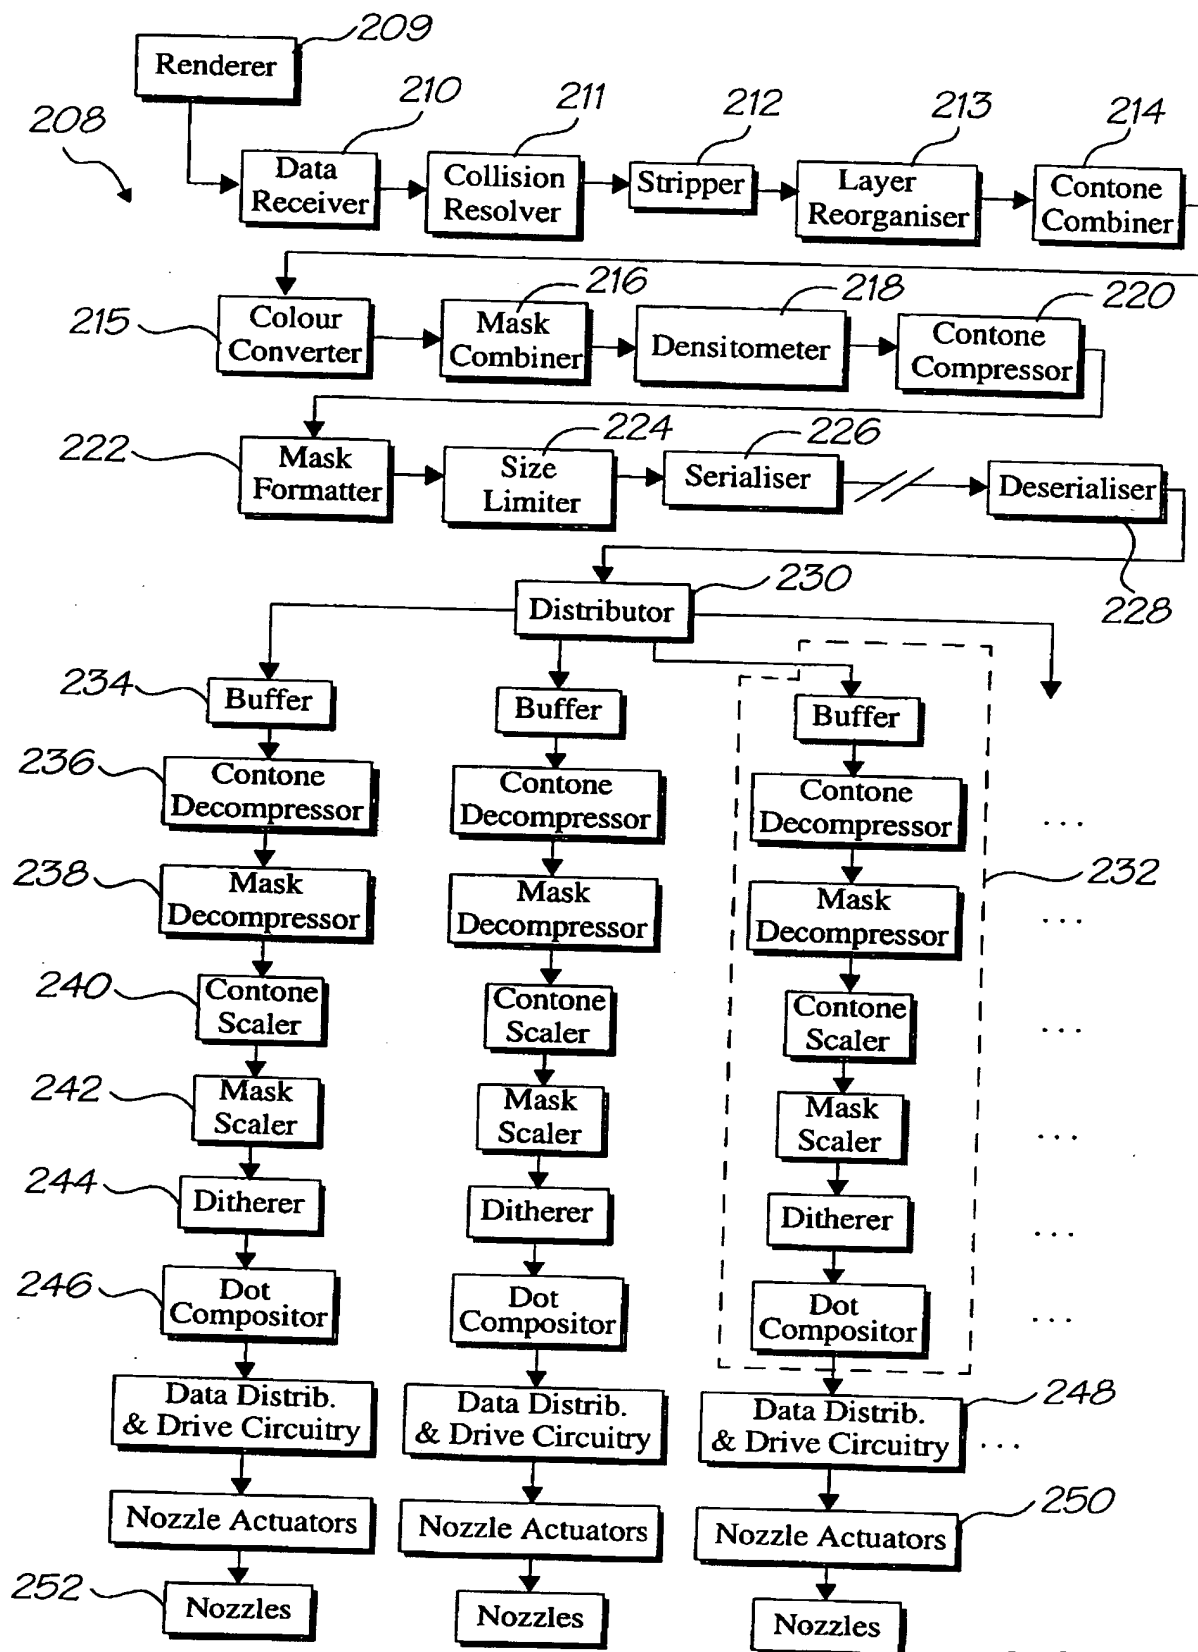 209
Renderer
208
210
211
212
213
214
Data
Receiver
Collision
Resolver
Stripper
Layer
Reorganiser
Contone
Combiner
215
216
218
220
Colour
Converter
Mask
Combiner
Densitometer
Contone
Compressor
222
224
226
Mask
Formatter
Size
Limiter
Serialiser
Deserialiser
228
230
Distributor
234
Buffer
Buffer
Buffer
236
Contone
Decompressor
Contone
Decompressor
Contone
Decompressor
...
232
238
Mask
Decompressor
Mask
Decompressor
Mask
Decompressor
...
240
Contone
Scaler
Contone
Scaler
Contone
Scaler
...
242
Mask
Scaler
Mask
Scaler
Mask
Scaler
...
244
Ditherer
Ditherer
Ditherer
...
246
Dot
Compositor
Dot
Compositor
Dot
Compositor
...
Data Distrib.
& Drive Circuitry
Data Distrib.
& Drive Circuitry
Data Distrib.
& Drive Circuitry
...
248
Nozzle Actuators
Nozzle Actuators
Nozzle Actuators
250
252
Nozzles
Nozzles
Nozzles